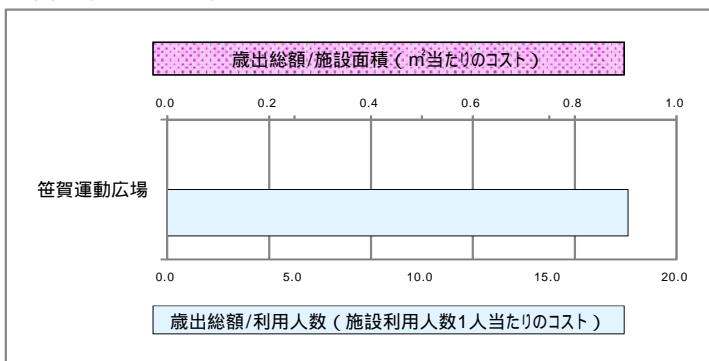 歳出総額/施設面積（㎡当たりのコスト）
0.0 0.2 0.4 0.6 0.8 1.0
笹賀運動広場
0.0 5.0 10.0 15.0 20.0
歳出総額/利用人数（施設利用人数1人当たりのコスト）